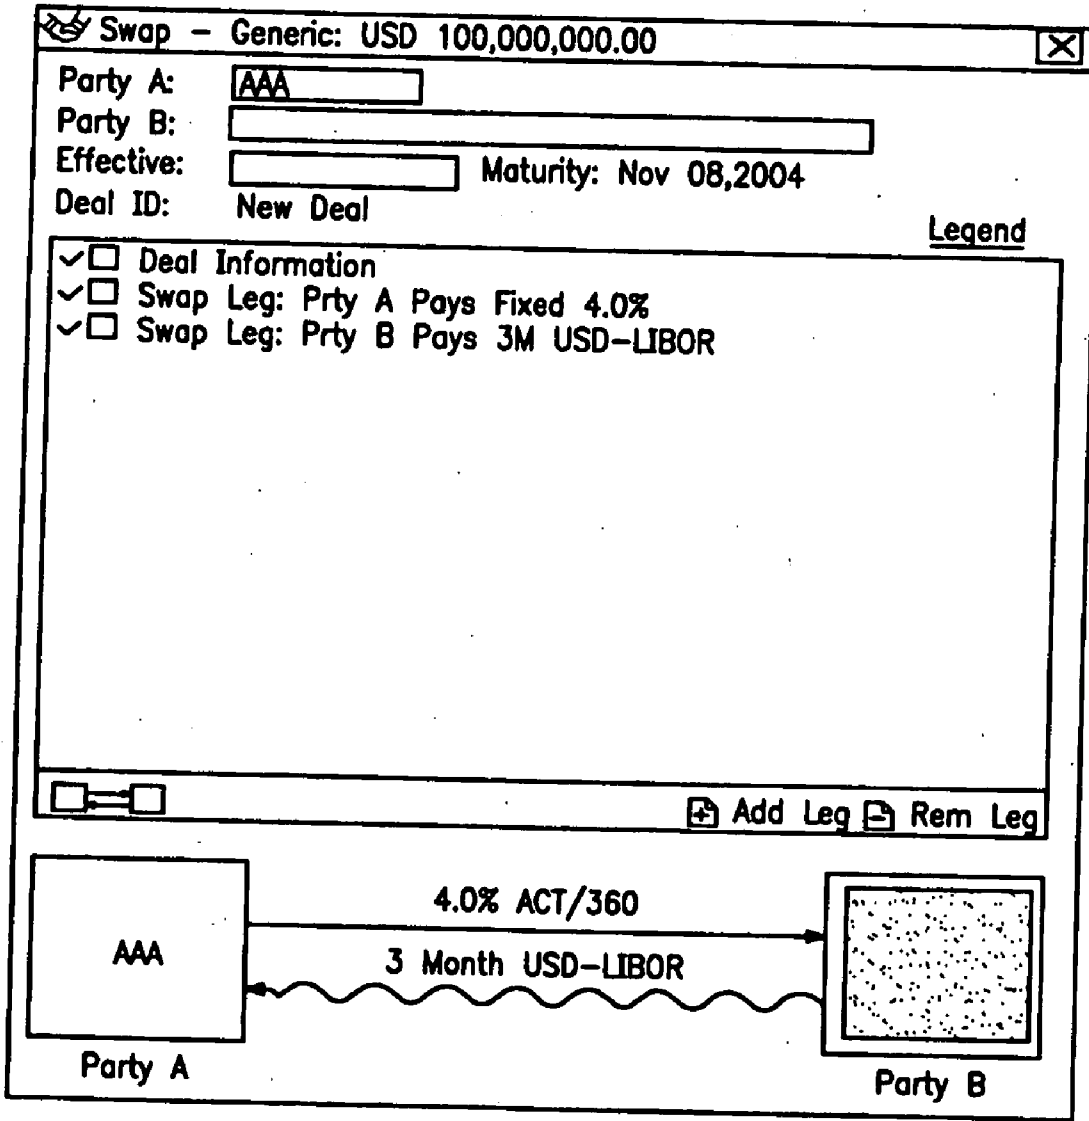 Swap - Generic: USD 100,000,000.00
Party A: AAA
Party B:
Effective: Maturity: Nov 08,2004
Deal ID: New Deal
Legend
Deal Information
Swap Leg: Prty A Pays Fixed 4.0%
Swap Leg: Prty B Pays 3M USD-LIBOR
Add Leg Rem Leg
4.0% ACT/360
AAA
3 Month USD-LIBOR
Party A
Party B